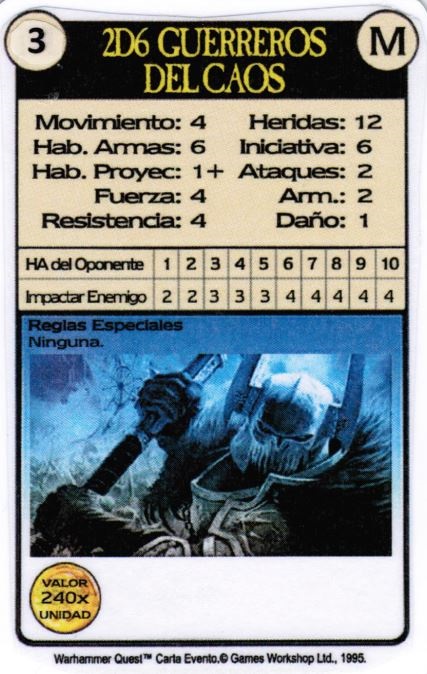 3
M
2D6 GUERREROS
DEL CAOS
Movimiento: 4 Heridas: 12
Hab. Armas: 6 Iniciativa: 6
Hab. Proyec: 1+ Ataques: 2
Fuerza: 4 Arm.: 2
Resistencia: 4 Daño: 1
HA del Oponente 1 2 3 4 5 6 7 8 9 10
Impactar Enemigo 2 2 3 3 3 4 4 4 4 4
Reglas Especiales
Ninguna.
VALOR
240x
UNIDAD
Warhammer Quest™ Carta Evento.© Games Workshop Ltd., 1995.